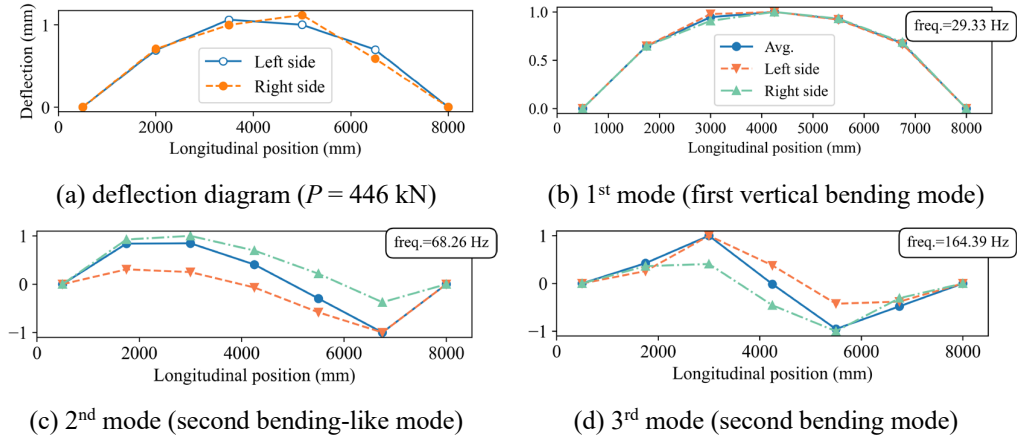 Deflection (mm)
1
0
Left side
Right side
0 2000 4000 6000 8000
Longitudinal position (mm)
(a) deflection diagram (P = 446 kN)
1.0
0.5
0.0
freq.=29.33 Hz
Avg.
Left side
Right side
0 1000 2000 3000 4000 5000 6000 7000 8000
Longitudinal position (mm)
(b) 1st mode (first vertical bending mode)
1
0
−1
freq.=68.26 Hz
0 2000 4000 6000 8000
Longitudinal position (mm)
(c) 2nd mode (second bending-like mode)
1
0
−1
freq.=164.39 Hz
0 2000 4000 6000 8000
Longitudinal position (mm)
(d) 3rd mode (second bending mode)